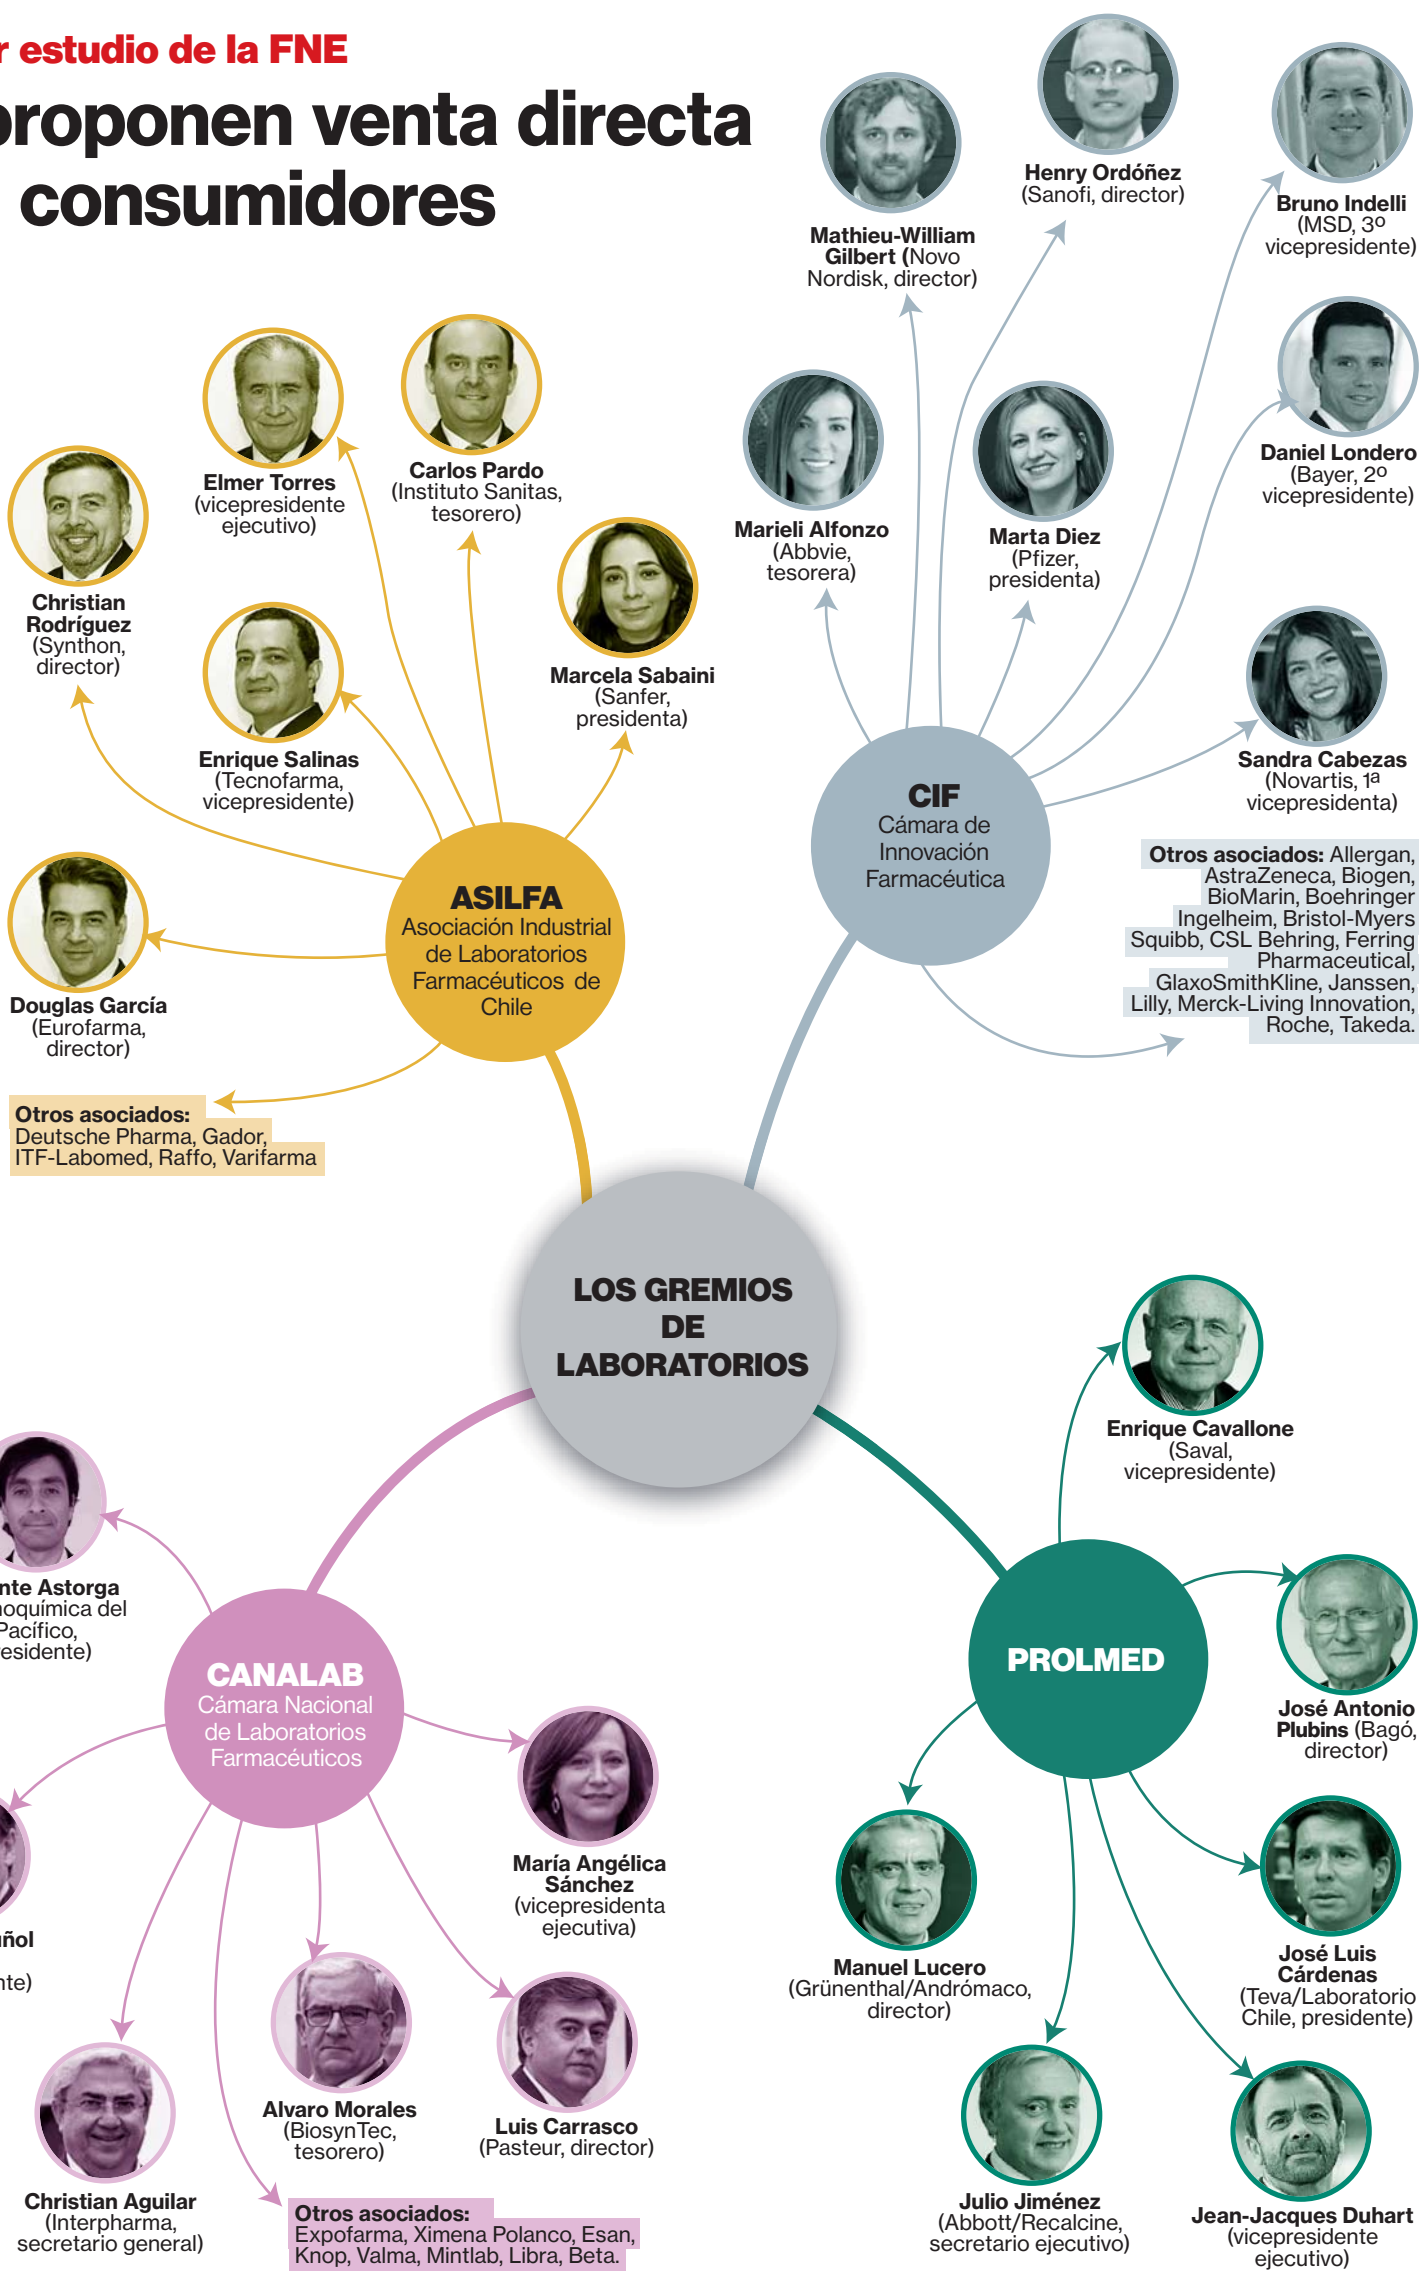 estudio de la FNE
proponen venta directa
consumidores
Henry Ordóñez
(Sanofi, director)
Bruno Indelli
(MSD, 3º
vicepresidente)
Mathieu-William
Gilbert (Novo
Nordisk, director)
Daniel Londero
(Bayer, 2º
vicepresidente)
Marieli Alfonzo
(Abbvie,
tesorera)
Marta Diez
(Pfizer,
presidenta)
Sandra Cabezas
(Novartis, 1ª
vicepresidenta)
CIF
Cámara de
Innovación
Farmacéutica
Otros asociados: Allergan,
AstraZeneca, Biogen,
BioMarin, Boehringer
Ingelheim, Bristol-Myers
Squibb, CSL Behring, Ferring
Pharmaceutical,
GlaxoSmithKline, Janssen,
Lilly, Merck-Living Innovation,
Roche, Takeda.
Elmer Torres
(vicepresidente
ejecutivo)
Carlos Pardo
(Instituto Sanitas,
tesorero)
Christian
Rodríguez
(Synthon,
director)
Marcela Sabaini
(Sanfer,
presidenta)
Enrique Salinas
(Tecnofarma,
vicepresidente)
ASILFA
Asociación Industrial
de Laboratorios
Farmacéuticos de
Chile
Douglas García
(Eurofarma,
director)
Otros asociados:
Deutsche Pharma, Gador,
ITF-Labomed, Raffo, Varifarma
LOS GREMIOS
DE
LABORATORIOS
Enrique Cavallone
(Saval,
vicepresidente)
PROLMED
José Antonio
Plubins (Bagó,
director)
José Luis
Cárdenas
(Teva/Laboratorio
Chile, presidente)
Manuel Lucero
(Grünenthal/Andrómaco,
director)
Julio Jiménez
(Abbott/Recalcine,
secretario ejecutivo)
Jean-Jacques Duhart
(vicepresidente
ejecutivo)
nte Astorga
oquímica del
Pacífico,
esidente)
CANALAB
Cámara Nacional
de Laboratorios
Farmacéuticos
María Angélica
Sánchez
(vicepresidenta
ejecutiva)
ñol
nte)
Alvaro Morales
(BiosynTec,
tesorero)
Luis Carrasco
(Pasteur, director)
Christian Aguilar
(Interpharma,
secretario general)
Otros asociados:
Expofarma, Ximena Polanco, Esan,
Knop, Valma, Mintlab, Libra, Beta.